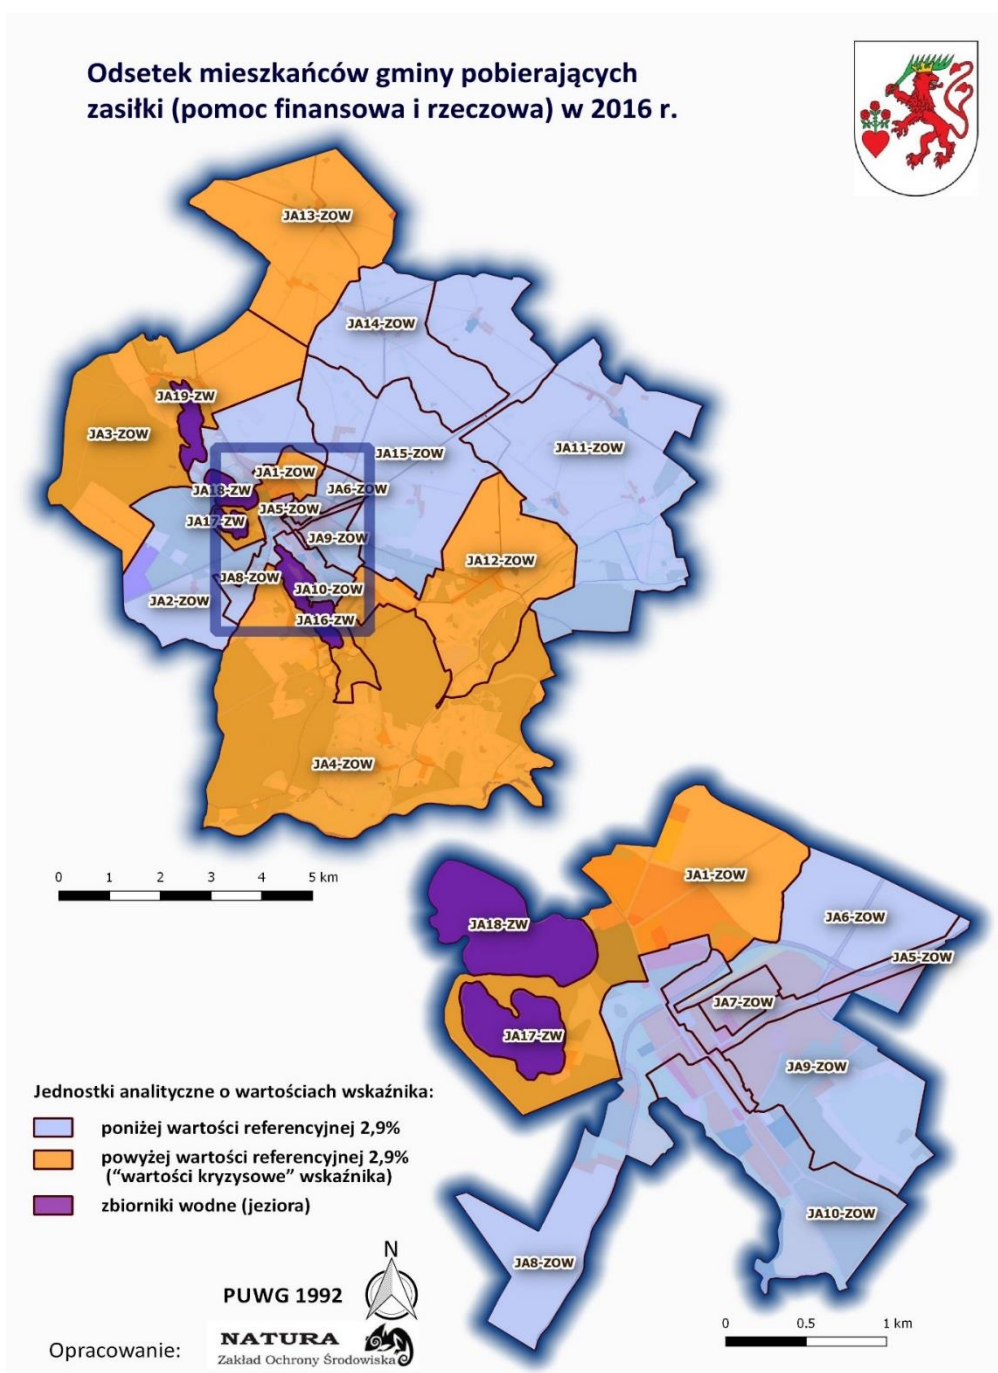 Odsetek mieszkańców gminy pobierających
zasiłki (pomoc finansowa i rzeczowa) w 2016 r.
JA13-ZOW
JA14-ZOW
JA19-ZW
JA3-ZOW
JA11-ZOW
JA15-ZOW
JA1-ZOW
JA18-ZW
JA6-ZOW
JA5-ZOW
JA17-ZW
JA9-ZOW
JA12-ZOW
JA8-ZOW
JA10-ZOW
JA2-ZOW
JA16-ZW
JA4-ZOW
0 1 2 3 4 5 km
JA1-ZOW
JA18-ZW
JA6-ZOW
JA5-ZOW
JA7-ZOW
JA17-ZW
JA9-ZOW
JA10-ZOW
JA8-ZOW
Jednostki analityczne o wartościach wskaźnika:
poniżej wartości referencyjnej 2,9%
powyżej wartości referencyjnej 2,9%
("wartości kryzysowe” wskaźnika)
zbiorniki wodne (jeziora)
N
PUWG 1992
0 0.5 1 km
Opracowanie:
NATURA
Zakład Ochrony Środowiska